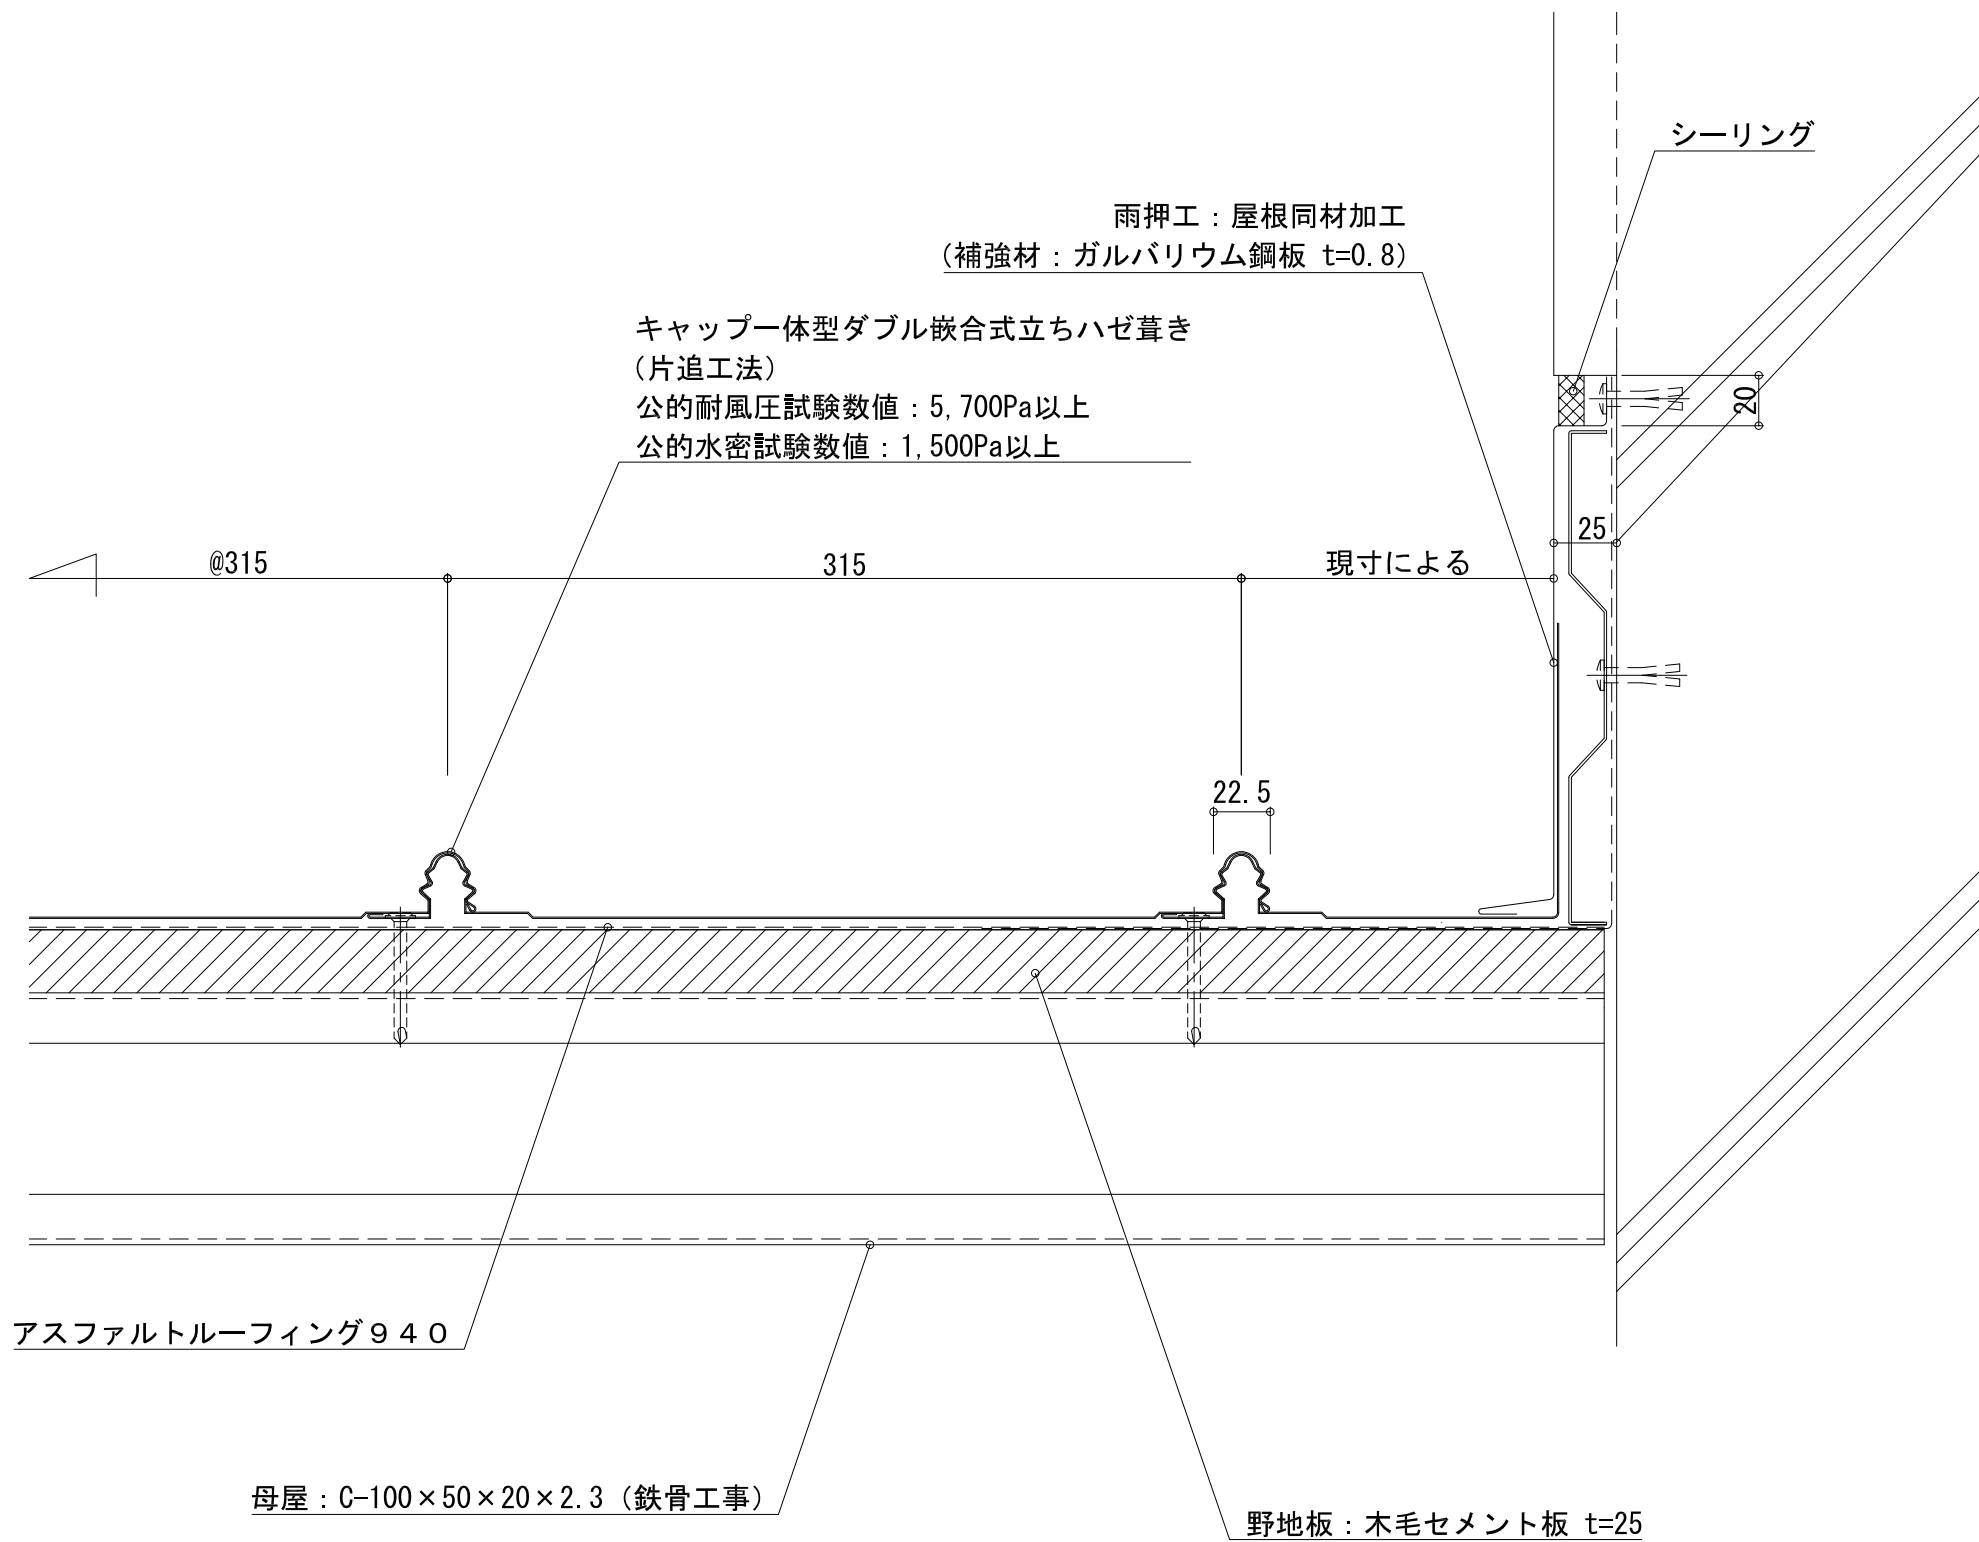 シーリング
雨押工：屋根同材加工
（補強材：ガルバリウム鋼板 t=0.8）
キャップ一体型ダブル嵌合式立ちハゼ葺き
（片追工法）
公的耐風圧試験数値：5,700Pa以上
公的水密試験数値：1,500Pa以上
20
25
@315
315
現寸による
22.5
アスファルトルーフィング９４０
母屋：C-100×50×20×2.3（鉄骨工事）
野地板：木毛セメント板 t=25